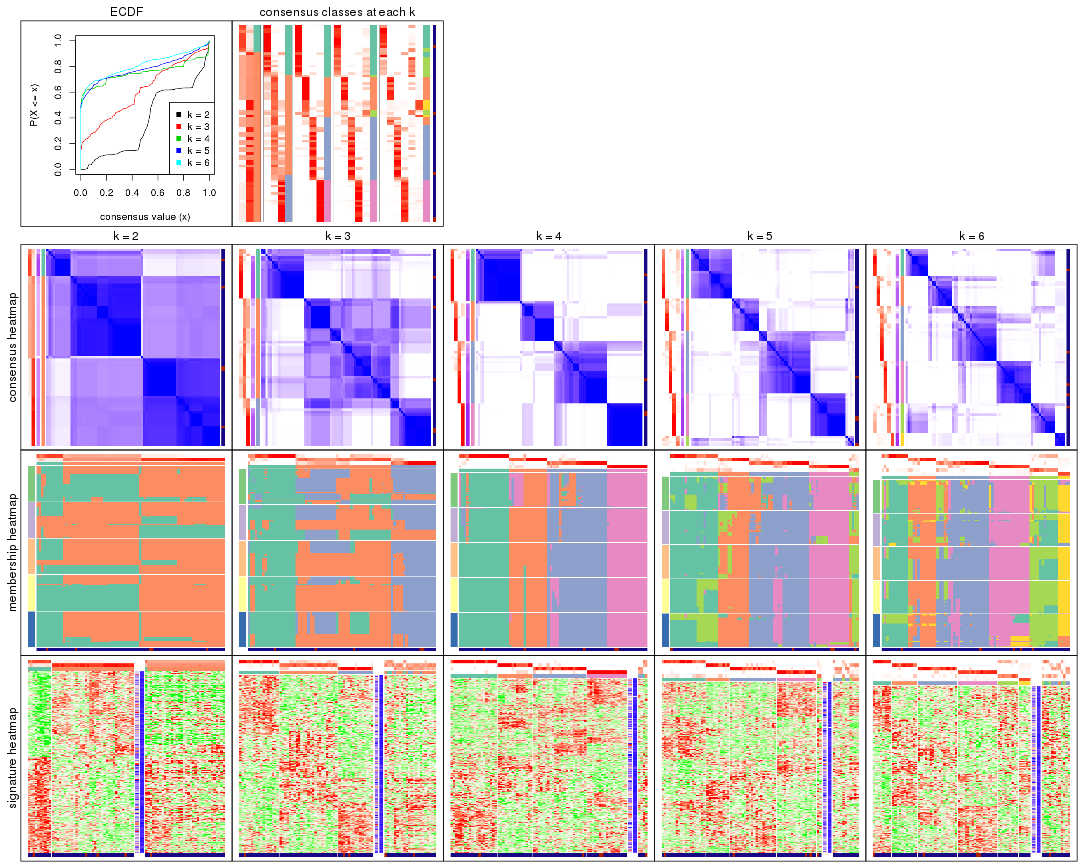 ECDF
consensus classes at each k
P(X <= x)
0.0 0.2 0.4 0.6 0.8 1.0
k = 2
k = 3
k = 4
k = 5
k = 6
0.0 0.2 0.4 0.6 0.8 1.0
consensus value (x)
k = 2
k = 3
k = 4
k = 5
k = 6
consensus heatmap
membership heatmap
signature heatmap